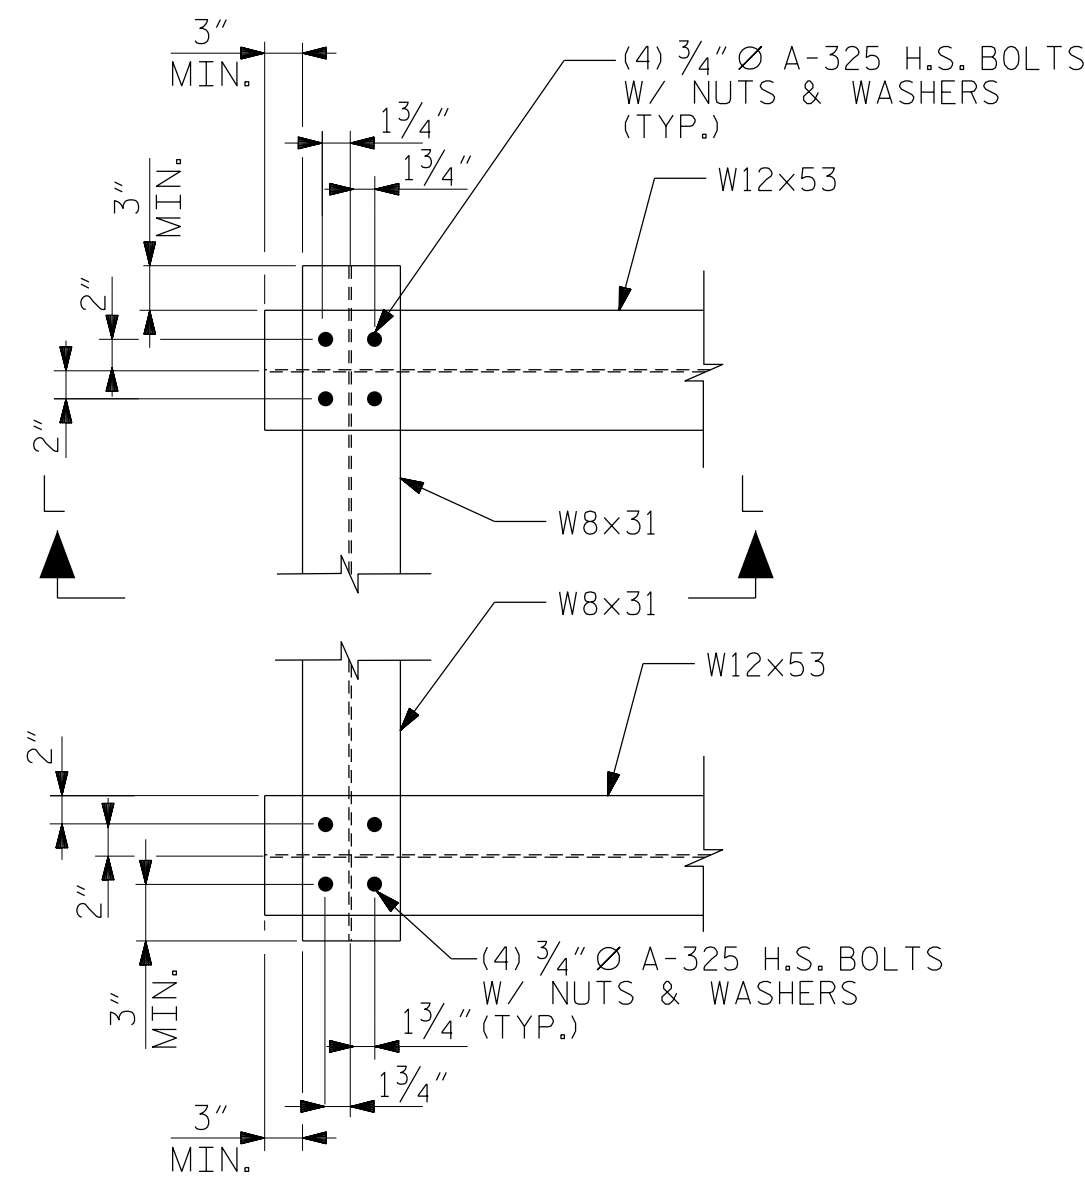 3"
MIN.
(4) 3/4" Ø A-325 H.S. BOLTS
W/ NUTS & WASHERS
(TYP.)
1 3/4"
1 3/4"
3"
MIN.
W12x53
2"
2"
W8x31
W8x31
W12x53
2"
2"
3"
MIN.
(4) 3/4" Ø A-325 H.S. BOLTS
W/ NUTS & WASHERS
(TYP.)
1 3/4"
1 3/4"
3"
MIN.